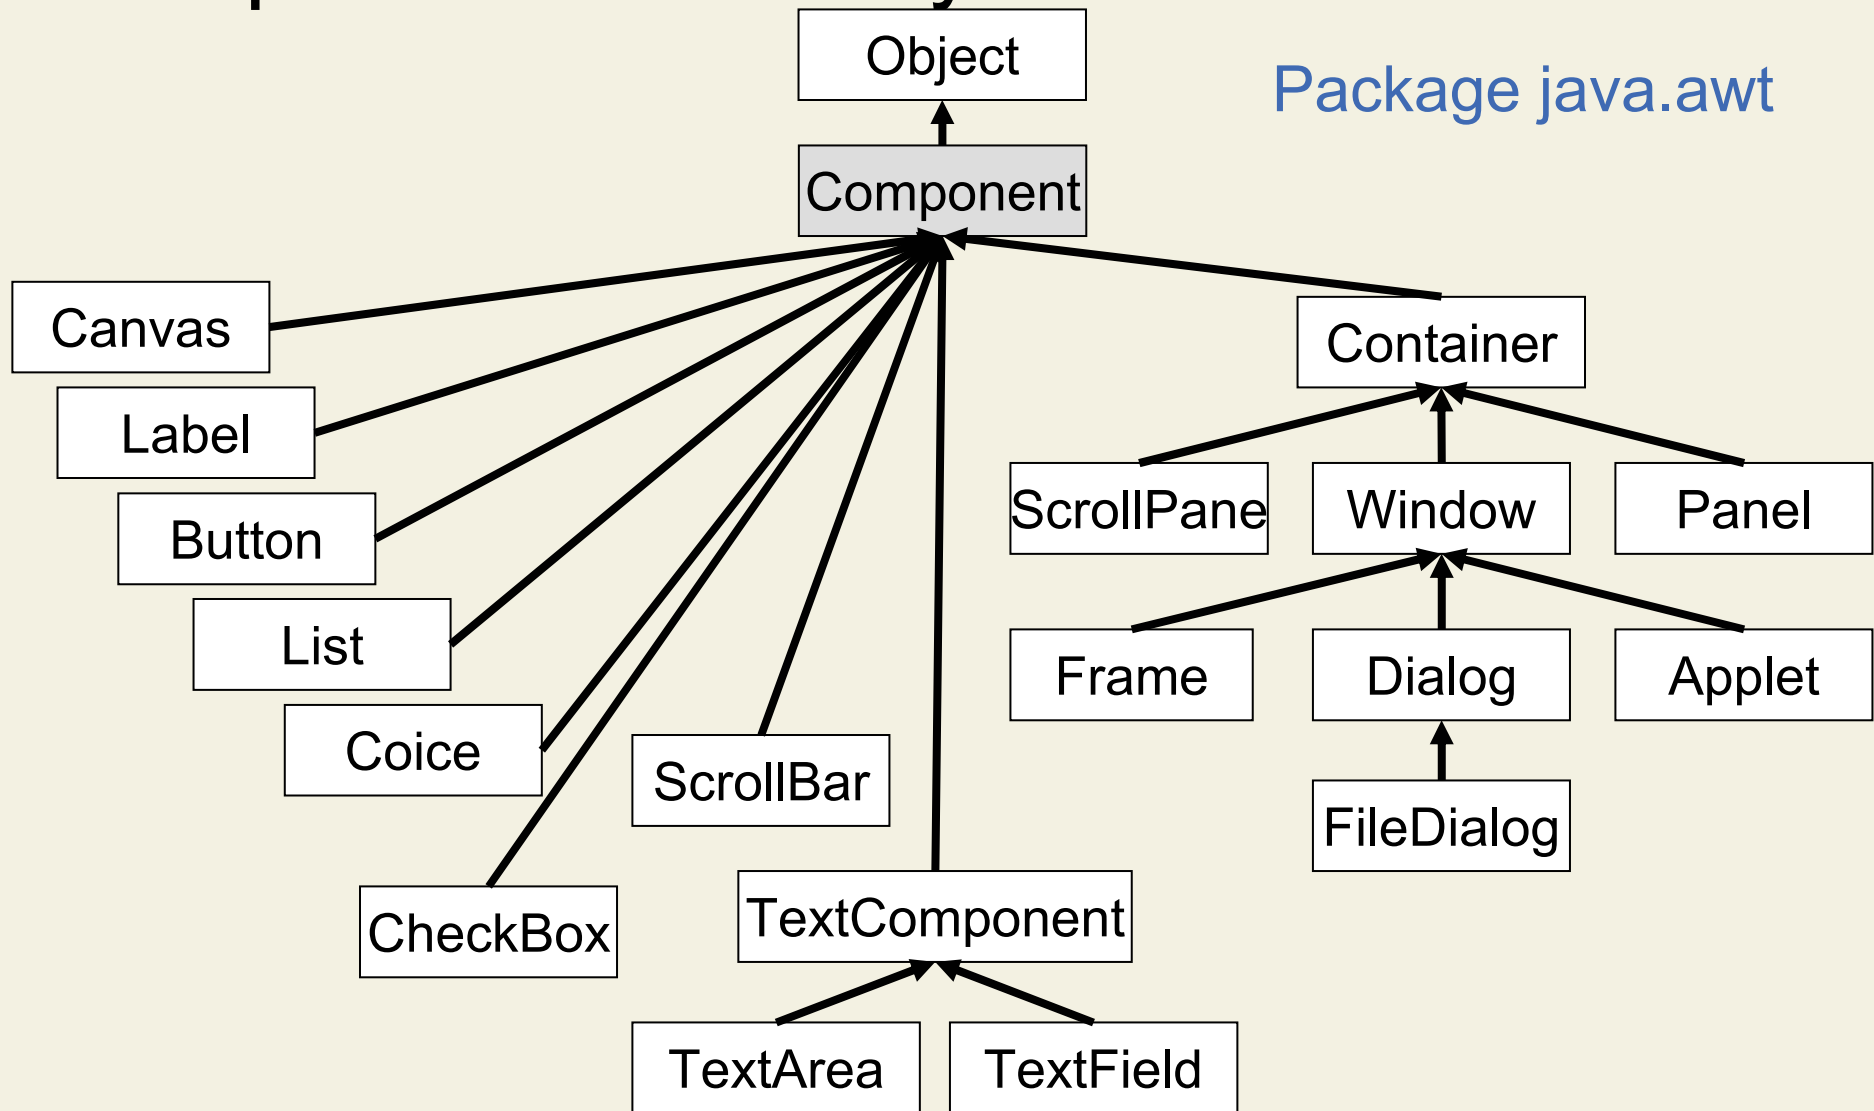 Object
Package java.awt
Component
Canvas
Container
Label
ScrollPane
Window
Panel
Button
List
Frame
Dialog
Applet
Coice
ScrollBar
FileDialog
CheckBox
TextComponent
TextArea
TextField